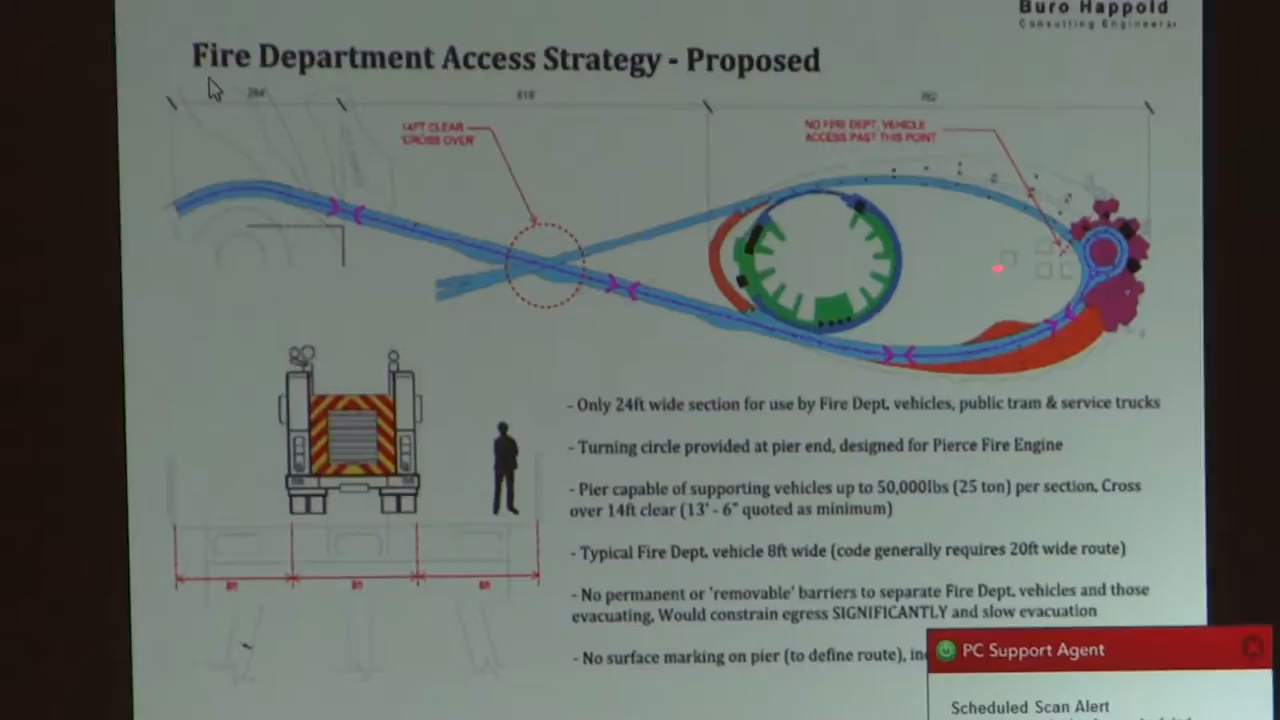 Buro Happold
Consulting Engineers
Fire Department Access Strategy - Proposed
264'
818'
14FT CLEAR
'CROSS OVER'
NO FIRE DEPT. VEHICLE
ACCESS PAST THIS POINT
- Only 24ft wide section for use by Fire Dept. vehicles, public tram & service trucks
- Turning circle provided at pier end, designed for Pierce Fire Engine
- Pier capable of supporting vehicles up to 50,000lbs (25 ton) per section. Cross
over 14ft clear (13' - 6" quoted as minimum)
- Typical Fire Dept. vehicle 8ft wide (code generally requires 20ft wide route)
- No permanent or 'removable' barriers to separate Fire Dept. vehicles and those
evacuating. Would constrain egress SIGNIFICANTLY and slow evacuation
- No surface marking on pier (to define route),
8ft
8ft
8ft
PC Support Agent
Scheduled Scan Alert